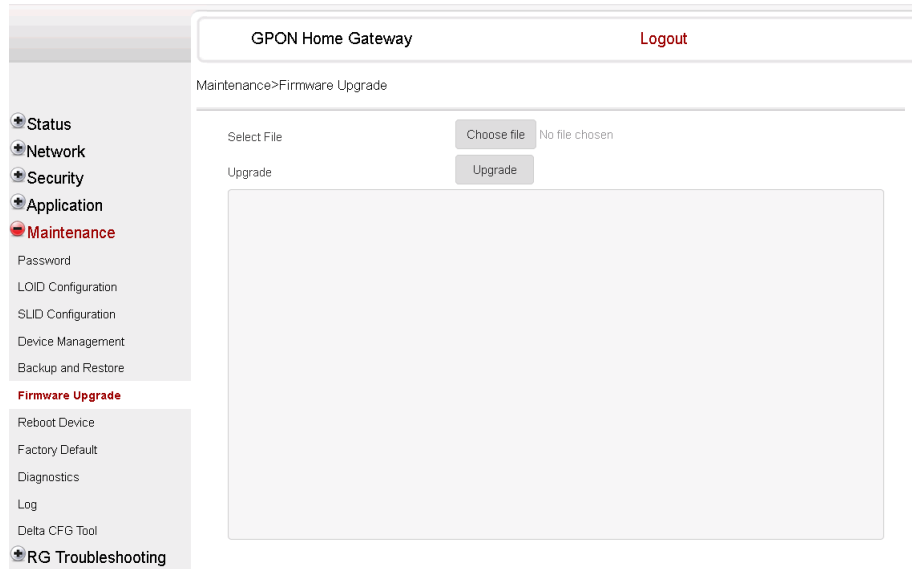 GPON Home Gateway
Logout
Maintenance>Firmware Upgrade
Status
Network
Security
Application
Maintenance
Password
LOID Configuration
SLID Configuration
Device Management
Backup and Restore
Firmware Upgrade
Reboot Device
Factory Default
Diagnostics
Log
Delta CFG Tool
RG Troubleshooting
Select File
Choose file No file chosen
Upgrade
Upgrade